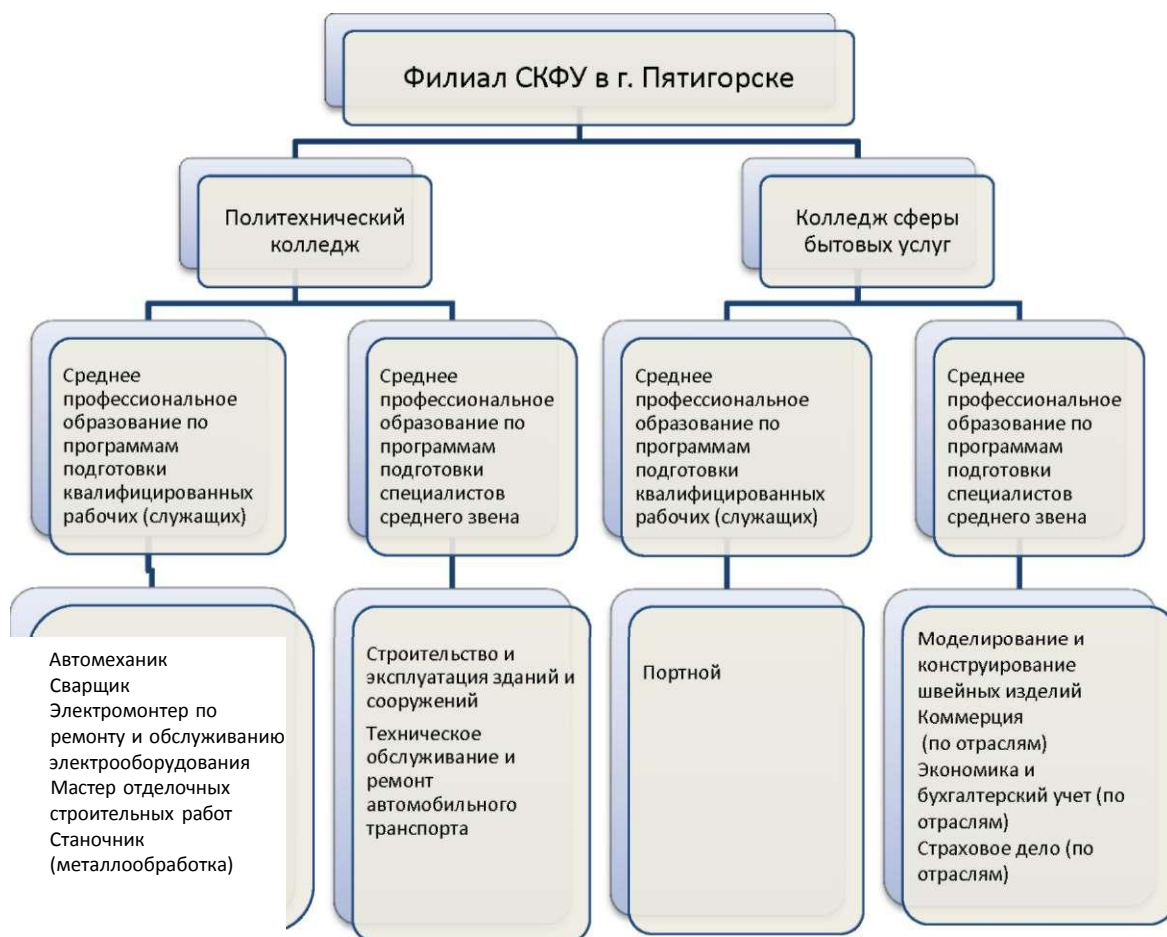 Филиал СКФУ в г. Пятигорске
Политехнический
колледж
Колледж сферы
бытовых услуг
Среднее
профессиональное
образование по
программам
подготовки
квалифицированных
рабочих (служащих)
Среднее
профессиональное
образование по
программам
подготовки
специалистов
среднего звена
Среднее
профессиональное
образование по
программам
подготовки
квалифицированных
рабочих (служащих)
Среднее
профессиональное
образование по
программам
подготовки
специалистов
среднего звена
Автомеханик
Сварщик
Электромонтер по
ремонту и обслуживанию
электрооборудования
Мастер отделочных
строительных работ
Станочник
(металлообработка)
Строительство и
эксплуатация зданий и
сооружений
Техническое
обслуживание и
ремонт
автомобильного
транспорта
Портной
Моделирование и
конструирование
швейных изделий
Коммерция
(по отраслям)
Экономика и
бухгалтерский учет (по
отраслям)
Страховое дело (по
отраслям)